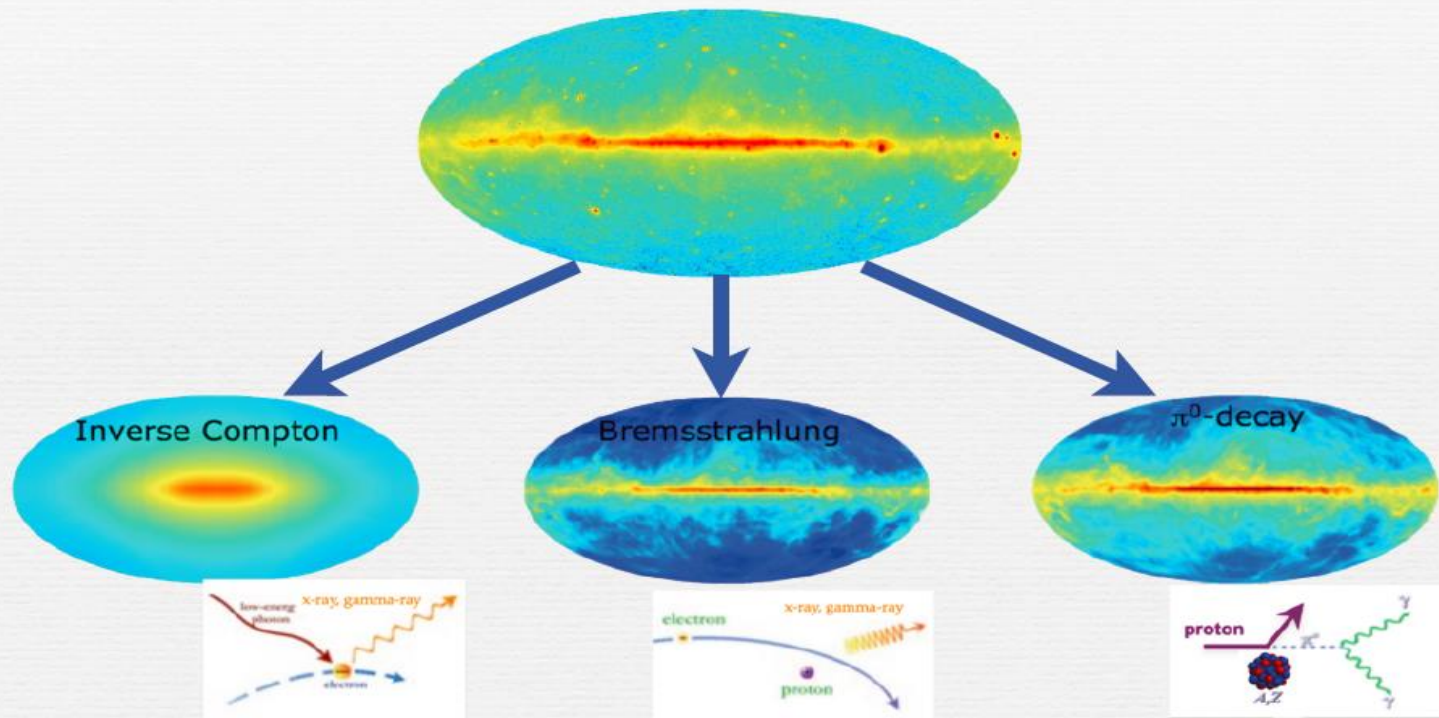 Inverse Compton
Bremsstrahlung
π⁰-decay
low-energ
photon
x-ray, gamma-ray
electron
electron
x-ray, gamma-ray
proton
proton
π
A,Z
γ
γ